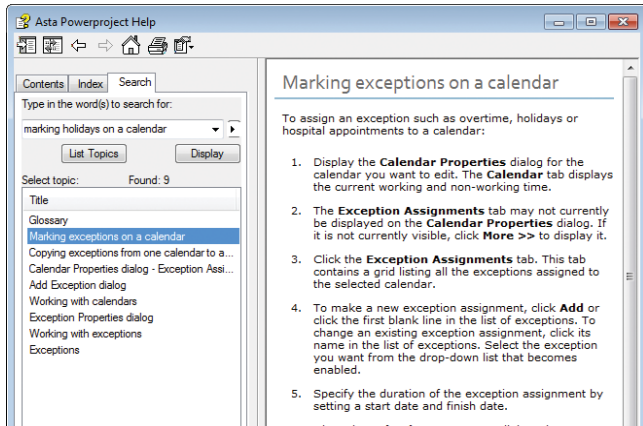 Asta Powerproject Help
Contents Index Search
Type in the word(s) to search for:
marking holidays on a calendar
List Topics Display
Select topic: Found: 9
Title
Glossary
Marking exceptions on a calendar
Copying exceptions from one calendar to a...
Calendar Properties dialog - Exception Assi...
Add Exception dialog
Working with calendars
Exception Properties dialog
Working with exceptions
Exceptions
Marking exceptions on a calendar
To assign an exception such as overtime, holidays or
hospital appointments to a calendar:
1. Display the Calendar Properties dialog for the
calendar you want to edit. The Calendar tab displays
the current working and non-working time.
2. The Exception Assignments tab may not currently
be displayed on the Calendar Properties dialog. If
it is not currently visible, click More >> to display it.
3. Click the Exception Assignments tab. This tab
contains a grid listing all the exceptions assigned to
the selected calendar.
4. To make a new exception assignment, click Add or
click the first blank line in the list of exceptions. To
change an existing exception assignment, click its
name in the list of exceptions. Select the exception
you want from the drop-down list that becomes
enabled.
5. Specify the duration of the exception assignment by
setting a start date and finish date.